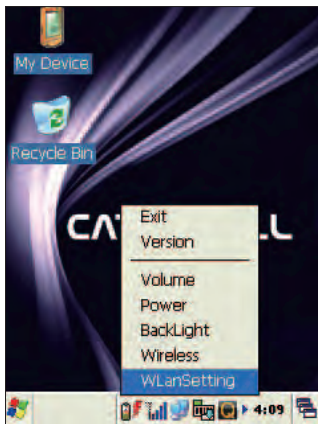 My Device
Recycle Bin
Exit
Version
Volume
Power
BackLight
Wireless
WLanSetting
4:09